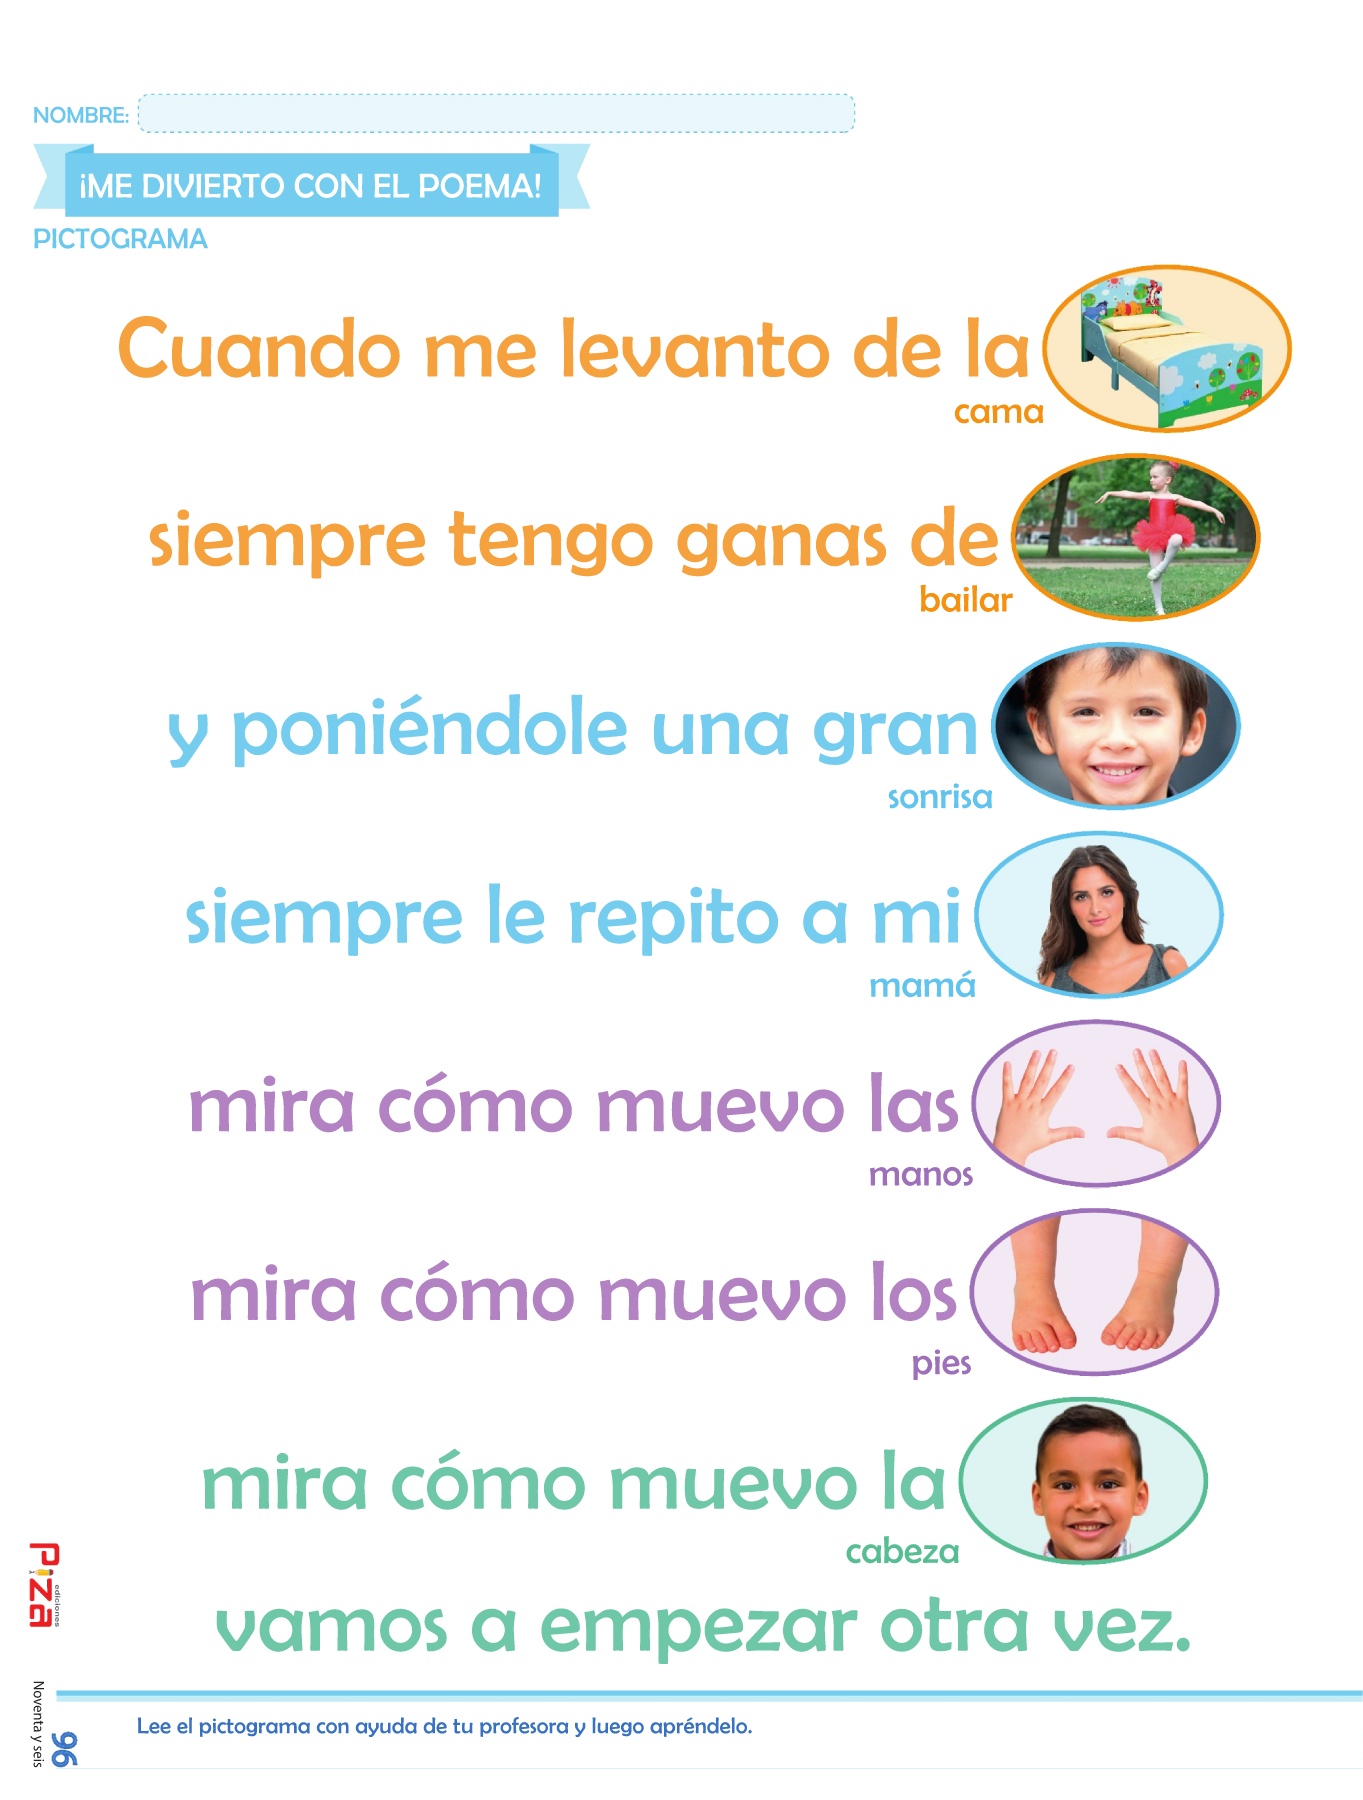 NOMBRE:
¡ME DIVIERTO CON EL POEMA!
PICTOGRAMA
Cuando me levanto de la
cama
siempre tengo ganas de
bailar
y poniéndole una gran
sonrisa
siempre le repito a mi
mamá
mira cómo muevo las
manos
mira cómo muevo los
pies
mira cómo muevo la
cabeza
vamos a empezar otra vez.
Lee el pictograma con ayuda de tu profesora y luego apréndelo.
Piza
ediciones
Noventa y seis
96